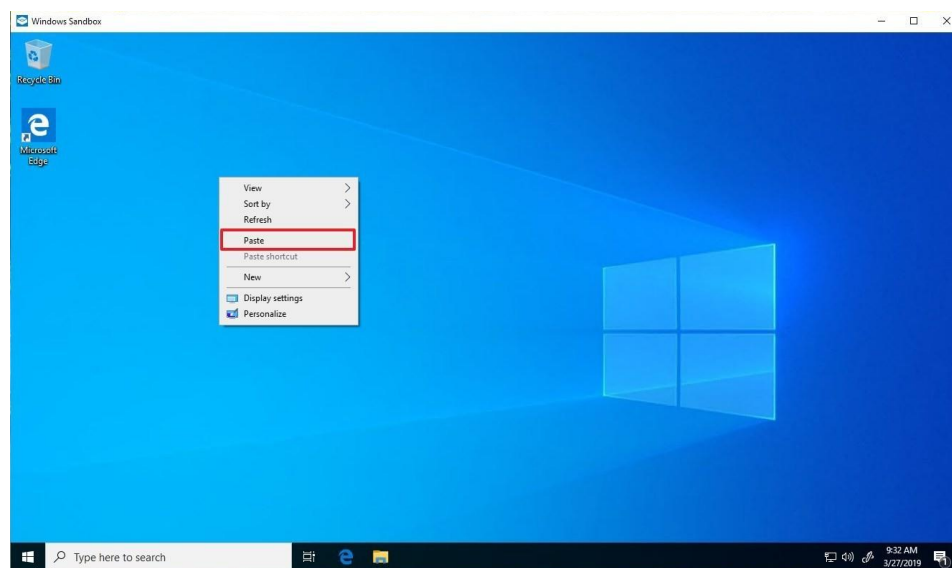 Windows Sandbox
Recycle Bin
Microsoft
Edge
View
Sort by
Refresh
Paste
Paste shortcut
New
Display settings
Personalize
Type here to search
9:32 AM
3/27/2019